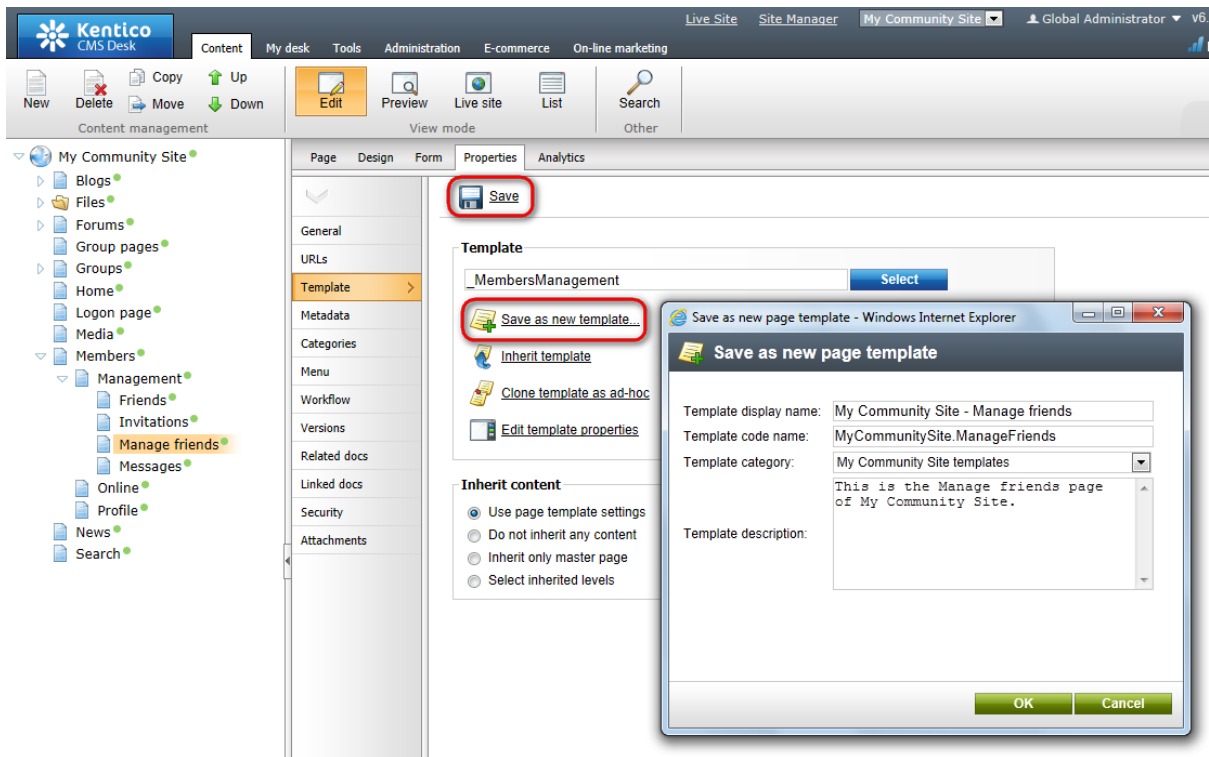 Live Site Site Manager My Community Site Global Administrator v6.
Kentico
CMS Desk
Content My desk Tools Administration E-commerce On-line marketing
New Delete Copy Move Up Down
Content management
Edit Preview Live site List
View mode
Search
Other
My Community Site
Blogs
Files
Forums
Group pages
Groups
Home
Logon page
Media
Members
Management
Friends
Invitations
Manage friends
Messages
Online
Profile
News
Search
Page Design Form Properties Analytics
General
URLs
Template >
Metadata
Categories
Menu
Workflow
Versions
Related docs
Linked docs
Security
Attachments
Save
Template
_MembersManagement Select
Save as new template...
Inherit template
Clone template as ad-hoc
Edit template properties
Inherit content
Use page template settings
Do not inherit any content
Inherit only master page
Select inherited levels
Save as new page template - Windows Internet Explorer
Save as new page template
Template display name: My Community Site - Manage friends
Template code name: MyCommunitySite.ManageFriends
Template category: My Community Site templates
Template description: This is the Manage friends page
of My Community Site.
OK Cancel